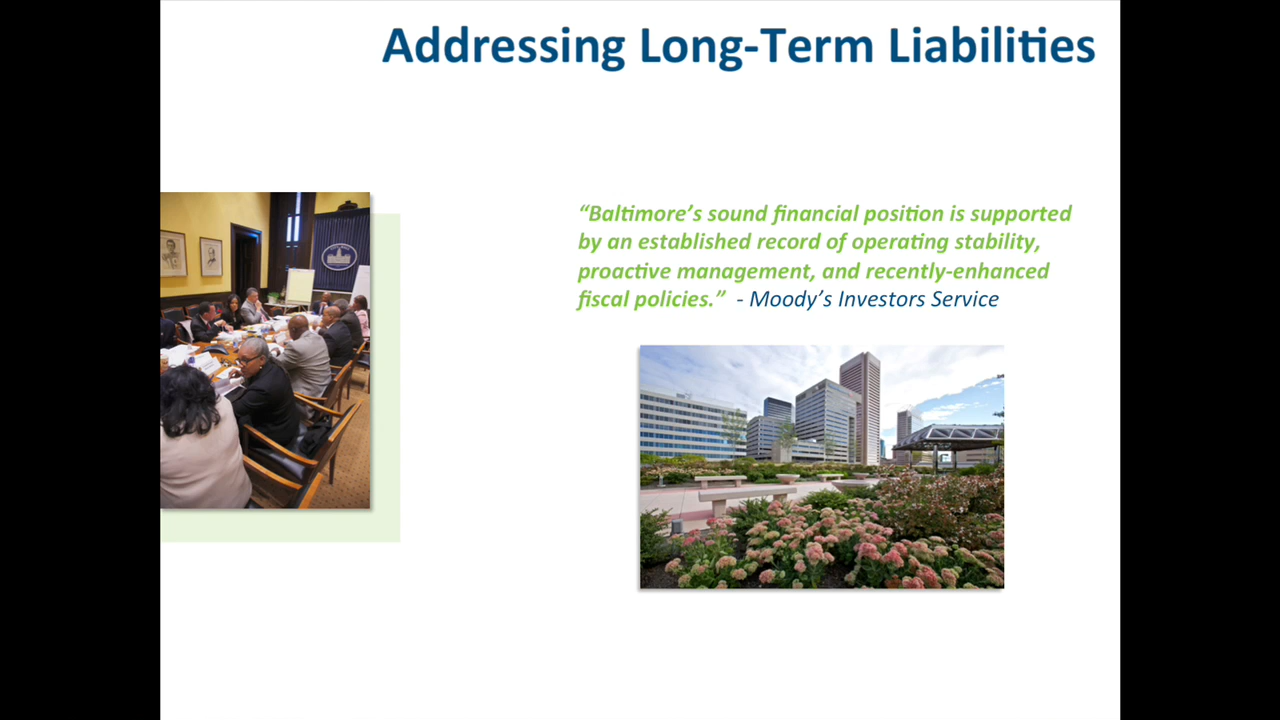 Addressing Long-Term Liabilities
“Baltimore’s sound financial position is supported
by an established record of operating stability,
proactive management, and recently-enhanced
fiscal policies.” - Moody’s Investors Service